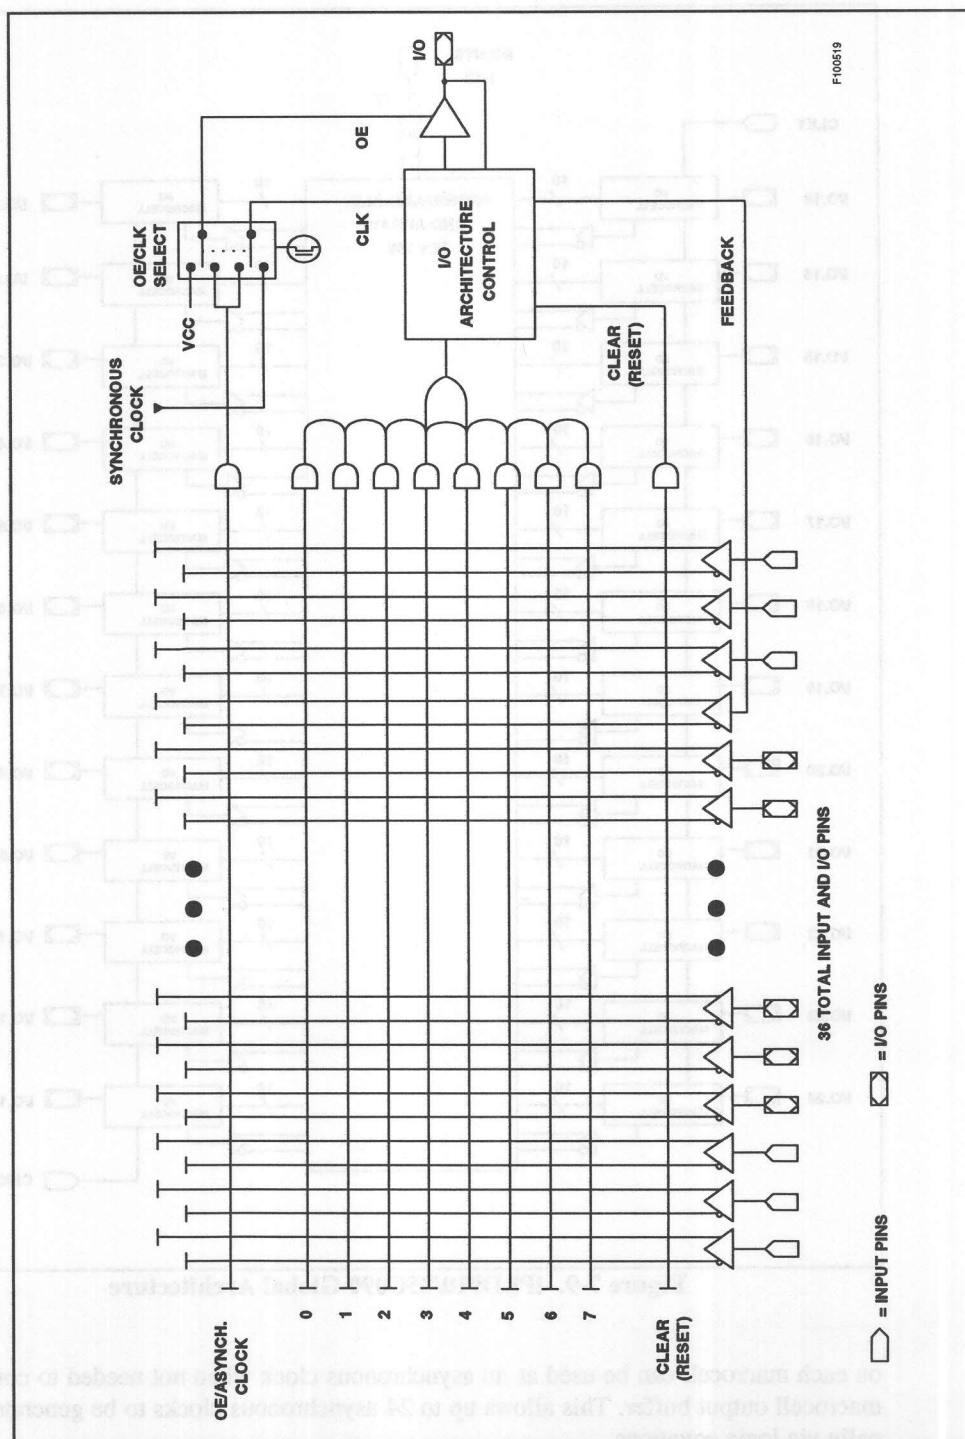 I/O
F100519
OE
OE/CLK
SELECT
CLK
VCC
SYNCHRONOUS
CLOCK
I/O
ARCHITECTURE
CONTROL
FEEDBACK
CLEAR
(RESET)
OE/ASYNCH.
CLOCK
0
1
2
3
4
5
6
7
CLEAR
(RESET)
36 TOTAL INPUT AND I/O PINS
= INPUT PINS
= I/O PINS